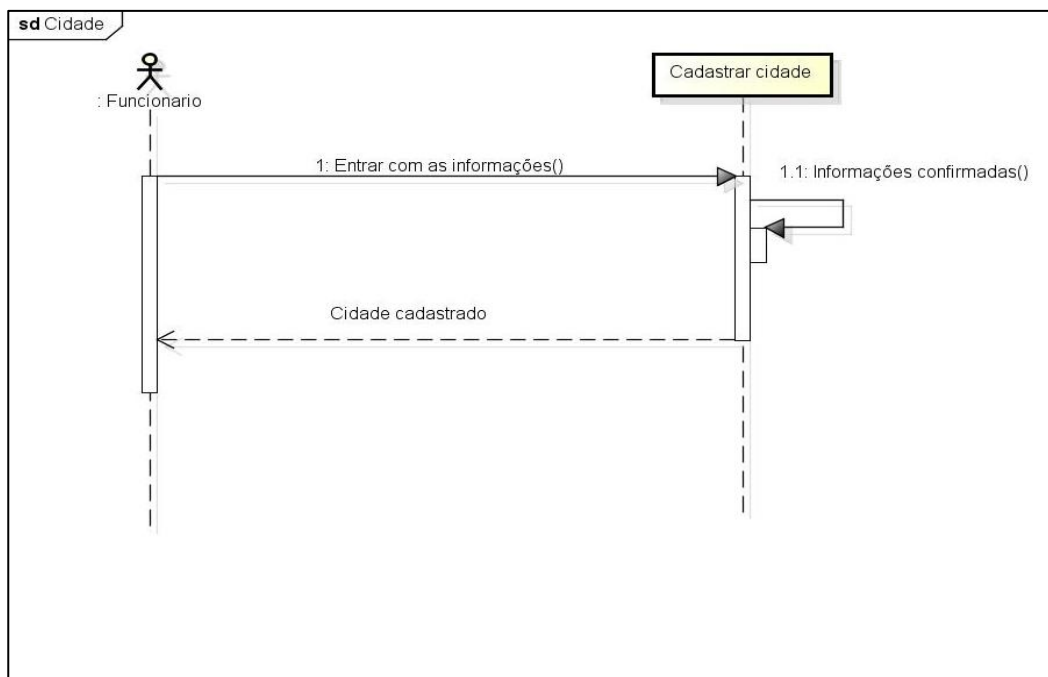 sd Cidade
: Funcionario
Cadastrar cidade
1: Entrar com as informações()
1.1: Informações confirmadas()
Cidade cadastrado